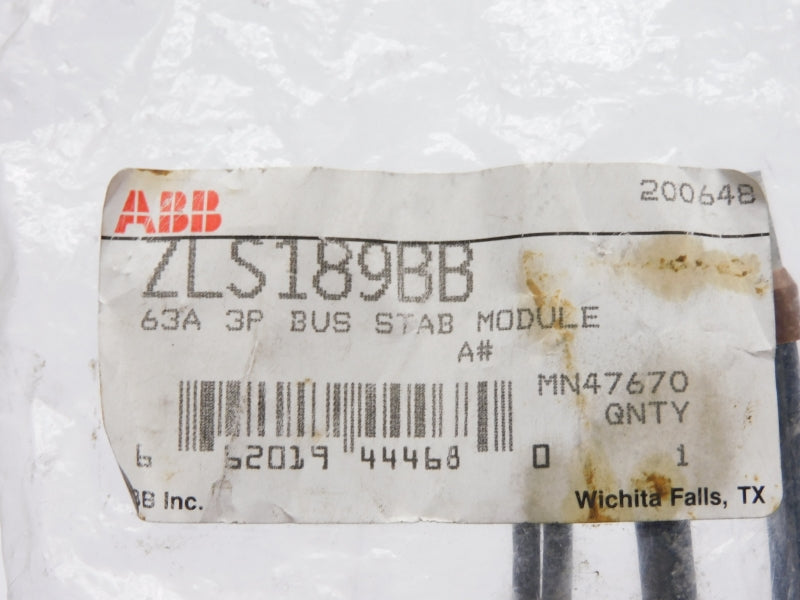 ABB 200648
ZLS189BB
63A 3P BUS STAB MODULE
A#
MN47670
QNTY
6 62019 44468 0 1
BB Inc. Wichita Falls, TX